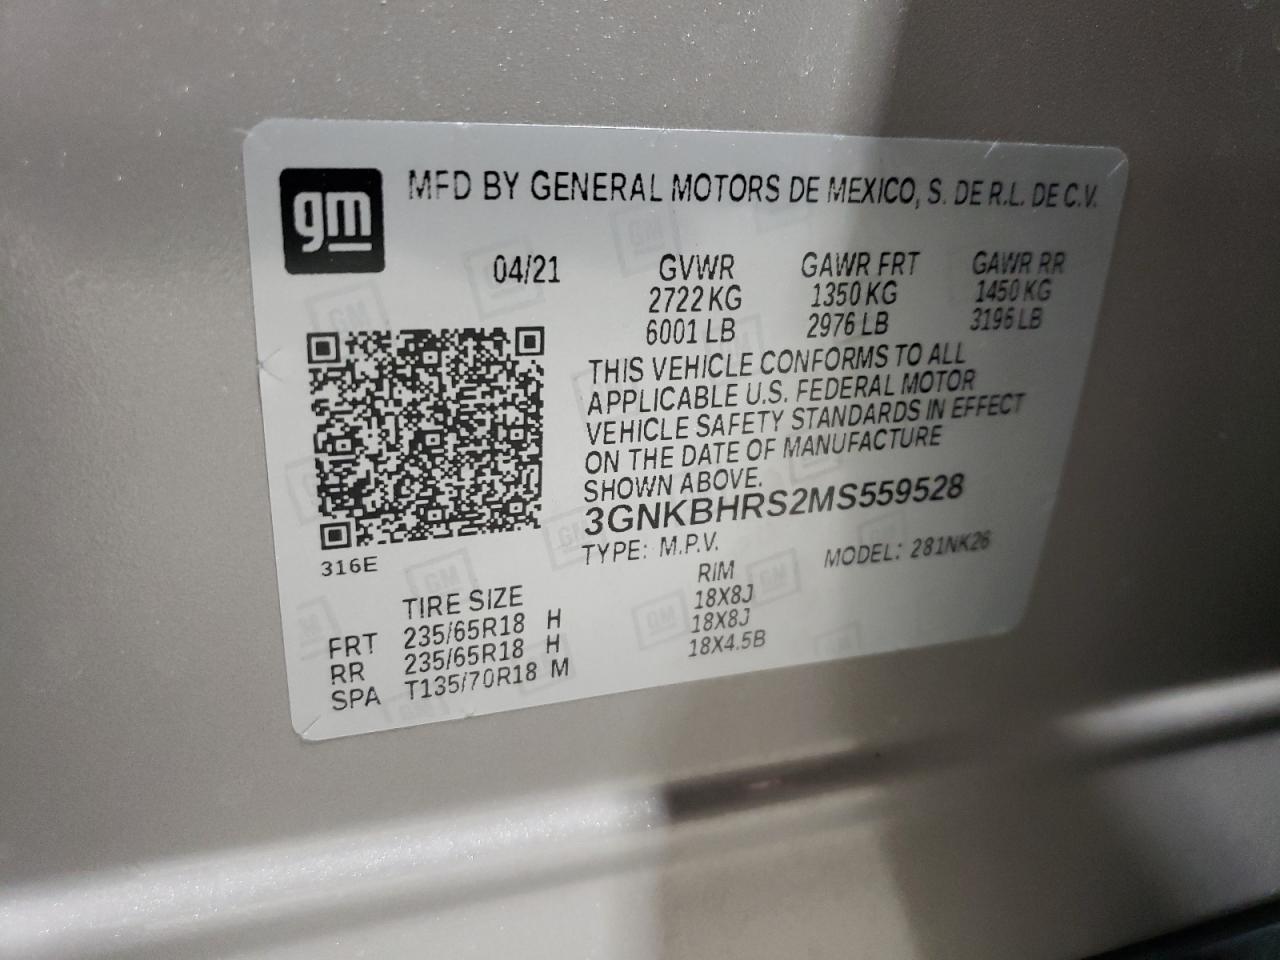 gm
MFD BY GENERAL MOTORS DE MEXICO, S. DE R.L. DE C.V.
04/21 GVWR GAWR FRT GAWR RR
2722 KG 1350 KG 1450 KG
6001 LB 2976 LB 3196 LB
THIS VEHICLE CONFORMS TO ALL
APPLICABLE U.S. FEDERAL MOTOR
VEHICLE SAFETY STANDARDS IN EFFECT
ON THE DATE OF MANUFACTURE
SHOWN ABOVE.
3GNKBHRS2MS559528
TYPE: M.P.V. MODEL: 281NK26
316E
TIRE SIZE RIM
FRT 235/65R18 H 18X8J
RR 235/65R18 H 18X8J
SPA T135/70R18 M 18X4.5B